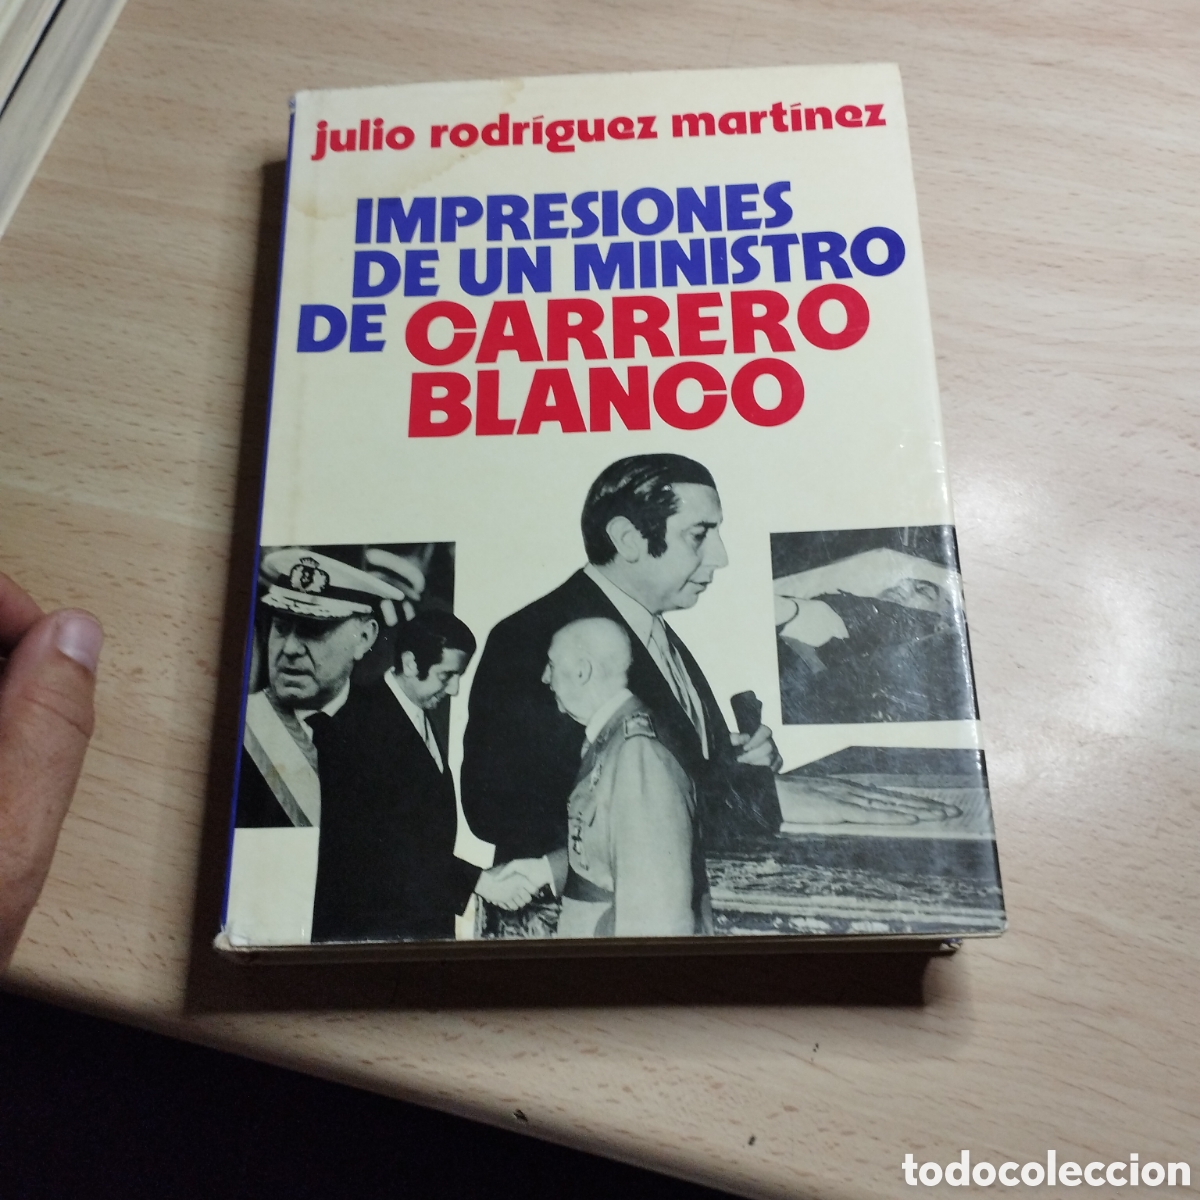 julio rodríguez martínez
IMPRESIONES
DE UN MINISTRO
DE CARRERO
BLANCO
todocoleccion